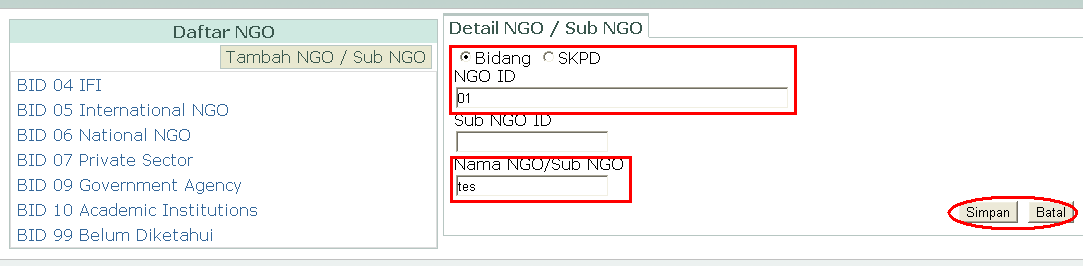 Daftar NGO
Tambah NGO / Sub NGO
BID 04 IFI
BID 05 International NGO
BID 06 National NGO
BID 07 Private Sector
BID 09 Government Agency
BID 10 Academic Institutions
BID 99 Belum Diketahui
Detail NGO / Sub NGO
Bidang SKPD
NGO ID
01
Sub NGO ID
Nama NGO/Sub NGO
tes
Simpan Batal